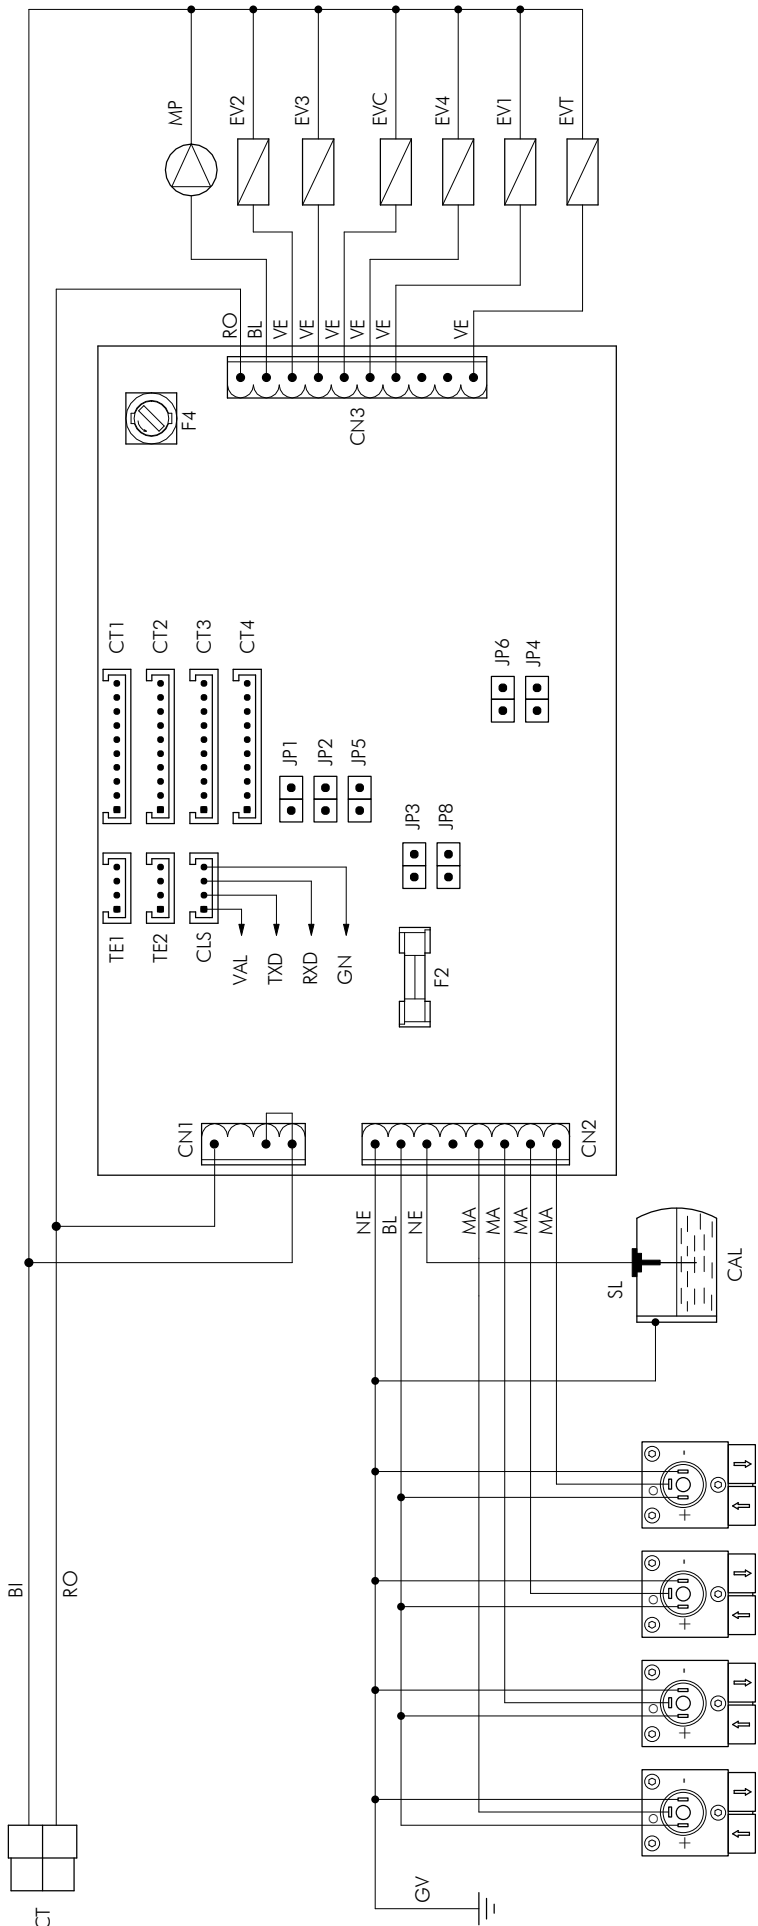 MP
EV2
EV3
EVC
EV4
EV1
EVT
RO
BL
VE
VE
VE
VE
VE
VE
F4
CN3
CT1
CT2
CT3
CT4
JP1
JP2
JP5
JP6
JP4
JP3
JP8
TE1
TE2
CLS
VAL
TXD
RXD
GN
F2
CN1
CN2
NE
BL
NE
MA
MA
MA
MA
SL
CAL
- +
- +
- +
- +
BI
RO
GV
CT